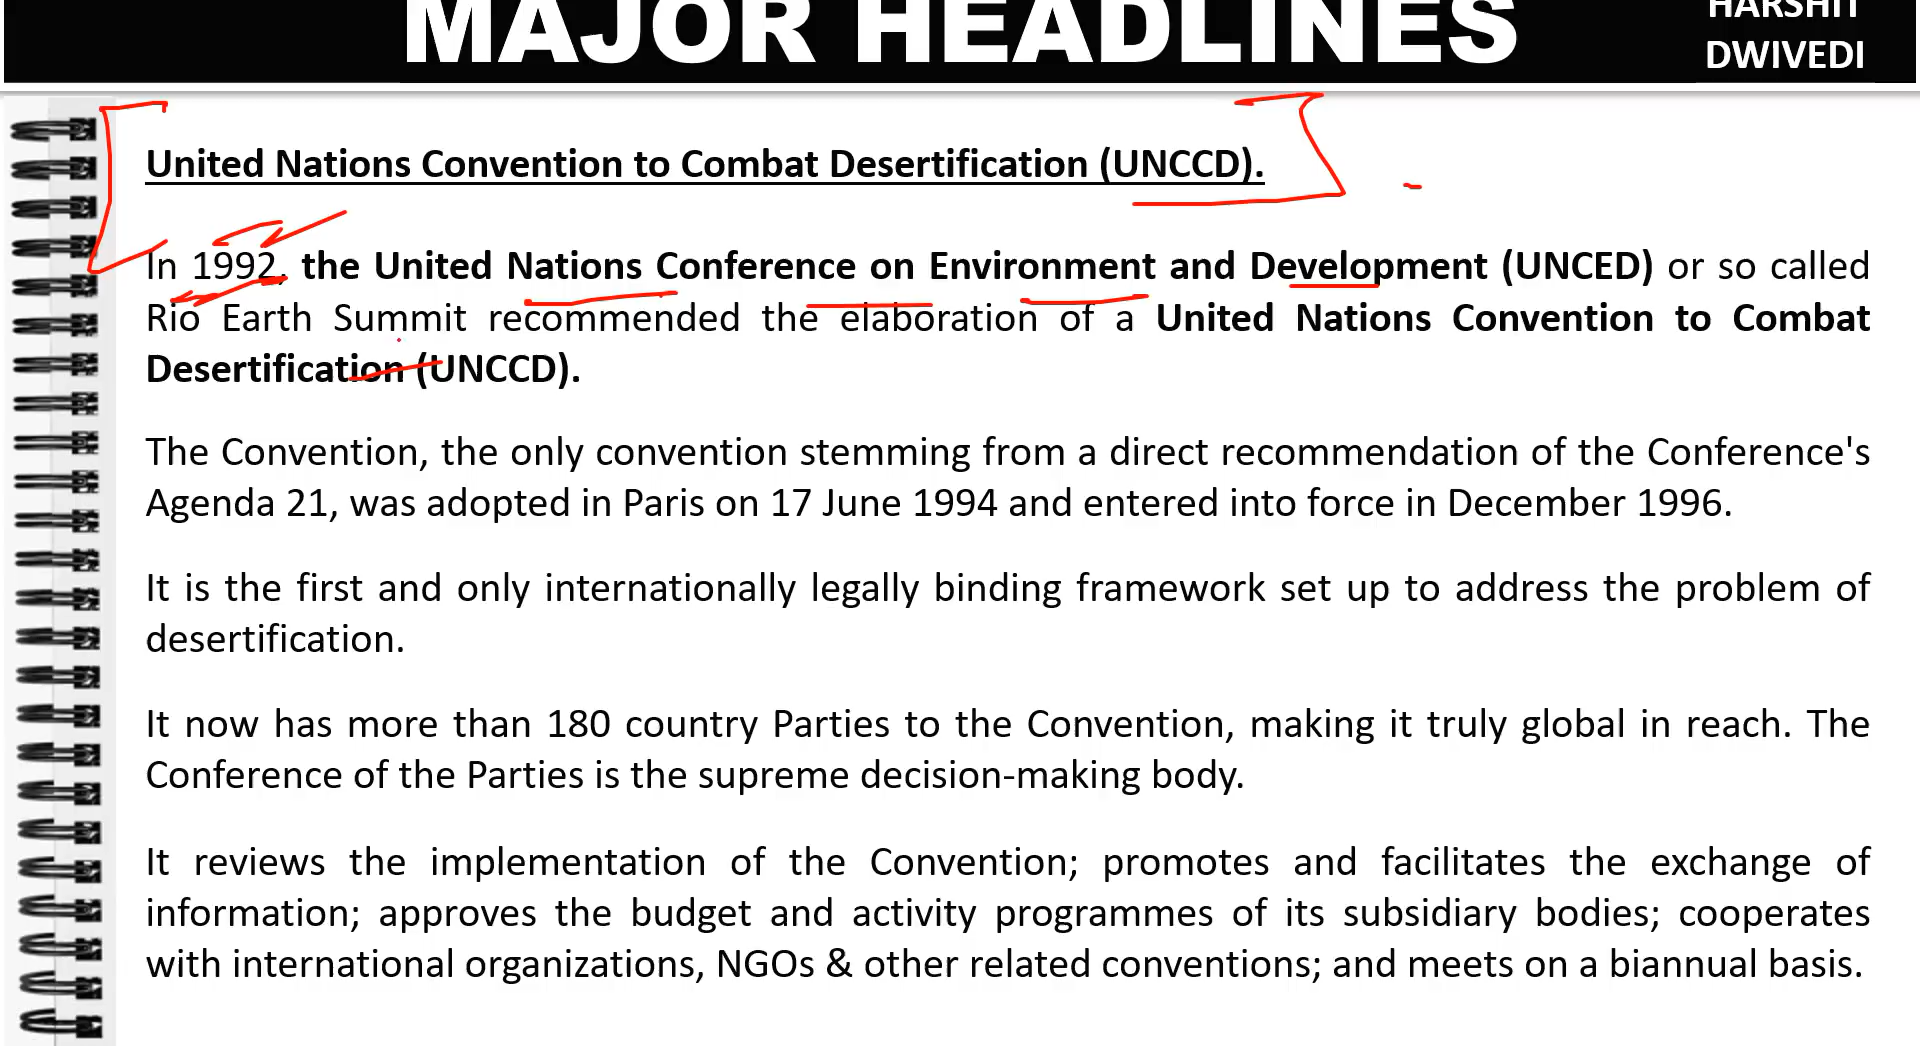 MAJOR HEADLINES
HARSHIT
DWIVEDI
United Nations Convention to Combat Desertification (UNCCD).
In 1992, the United Nations Conference on Environment and Development (UNCED) or so called
Rio Earth Summit recommended the elaboration of a United Nations Convention to Combat
Desertification (UNCCD).
The Convention, the only convention stemming from a direct recommendation of the Conference's
Agenda 21, was adopted in Paris on 17 June 1994 and entered into force in December 1996.
It is the first and only internationally legally binding framework set up to address the problem of
desertification.
It now has more than 180 country Parties to the Convention, making it truly global in reach. The
Conference of the Parties is the supreme decision-making body.
It reviews the implementation of the Convention; promotes and facilitates the exchange of
information; approves the budget and activity programmes of its subsidiary bodies; cooperates
with international organizations, NGOs & other related conventions; and meets on a biannual basis.